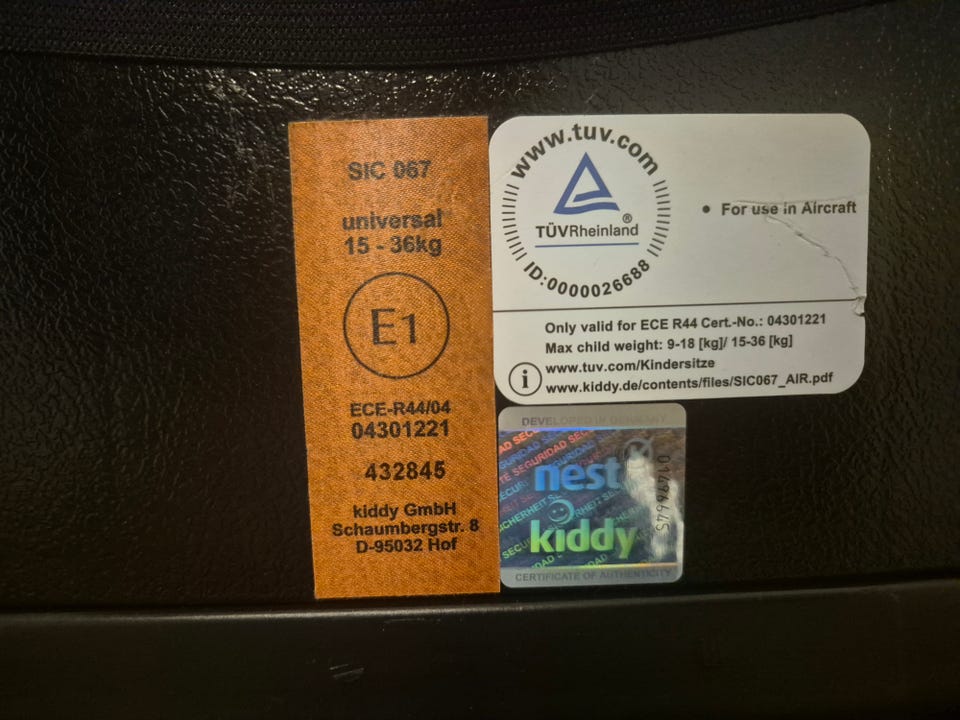 SIC 067
universal
15 - 36kg
E1
ECE-R44/04
04301221
432845
kiddy GmbH
Schaumbergstr. 8
D-95032 Hof
www.tuv.com
TÜVRheinland®
ID:0000026688
• For use in Aircraft
Only valid for ECE R44 Cert.-No.: 04301221
Max child weight: 9-18 [kg]/ 15-36 [kg]
i
www.tuv.com/Kindersitze
www.kiddy.de/contents/files/SIC067_AIR.pdf
DEVELOPED IN GERMANY
nest
kiddy
CERTIFICATE OF AUTHENTICITY